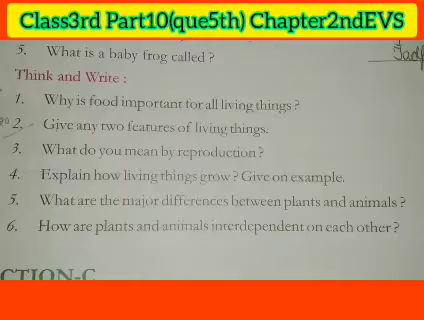 Class3rd Part10(que5th) Chapter2ndEVS
5. What is a baby frog called ?
Think and Write :
1. Why is food important for all living things ?
2. Give any two features of living things.
3. What do you mean by reproduction ?
4. Explain how living things grow ? Give on example.
5. What are the major differences between plants and animals ?
6. How are plants and animals interdependent on each other ?
CTION-C